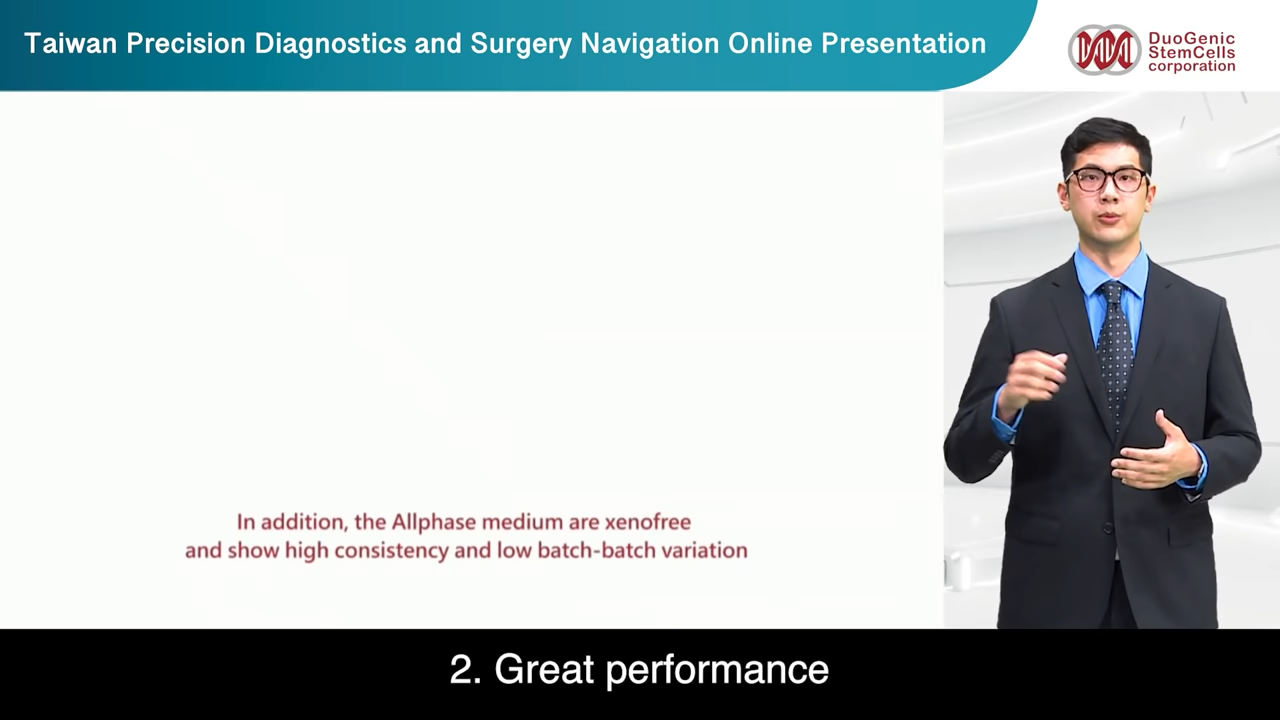 Taiwan Precision Diagnostics and Surgery Navigation Online Presentation
DuoGenic
StemCells
corporation
In addition, the Allphase medium are xenofree
and show high consistency and low batch-batch variation
2. Great performance